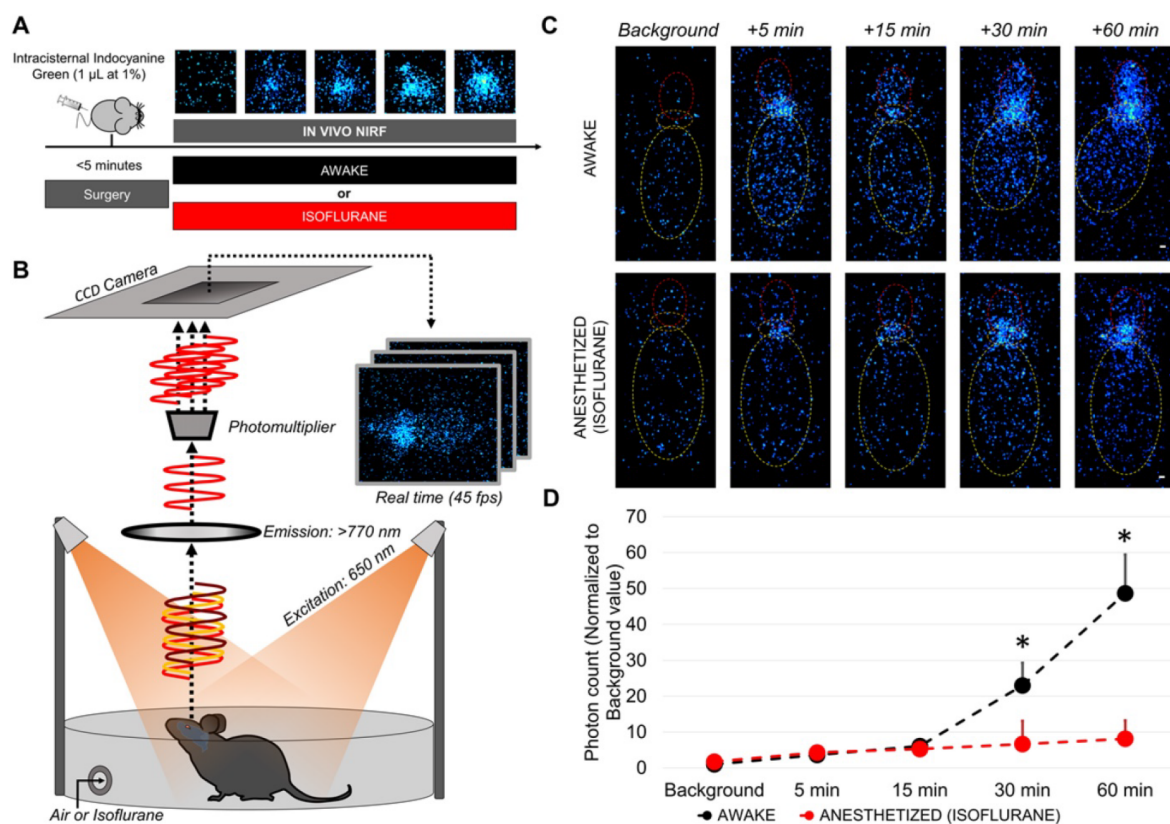 A
Intracisternal Indocyanine
Green (1 µL at 1%)
<5 minutes
Surgery
IN VIVO NIRF
AWAKE
or
ISOFLURANE
B
CCD Camera
Photomultiplier
Real time (45 fps)
Emission: >770 nm
Excitation: 650 nm
Air or Isoflurane
C
Background +5 min +15 min +30 min +60 min
AWAKE
ANESTHETIZED
(ISOFLURANE)
D
Photon count (Normalized to
Background value)
70
60
50
40
30
20
10
0
* *
Background 5 min 15 min 30 min 60 min
AWAKE ANESTHETIZED (ISOFLURANE)